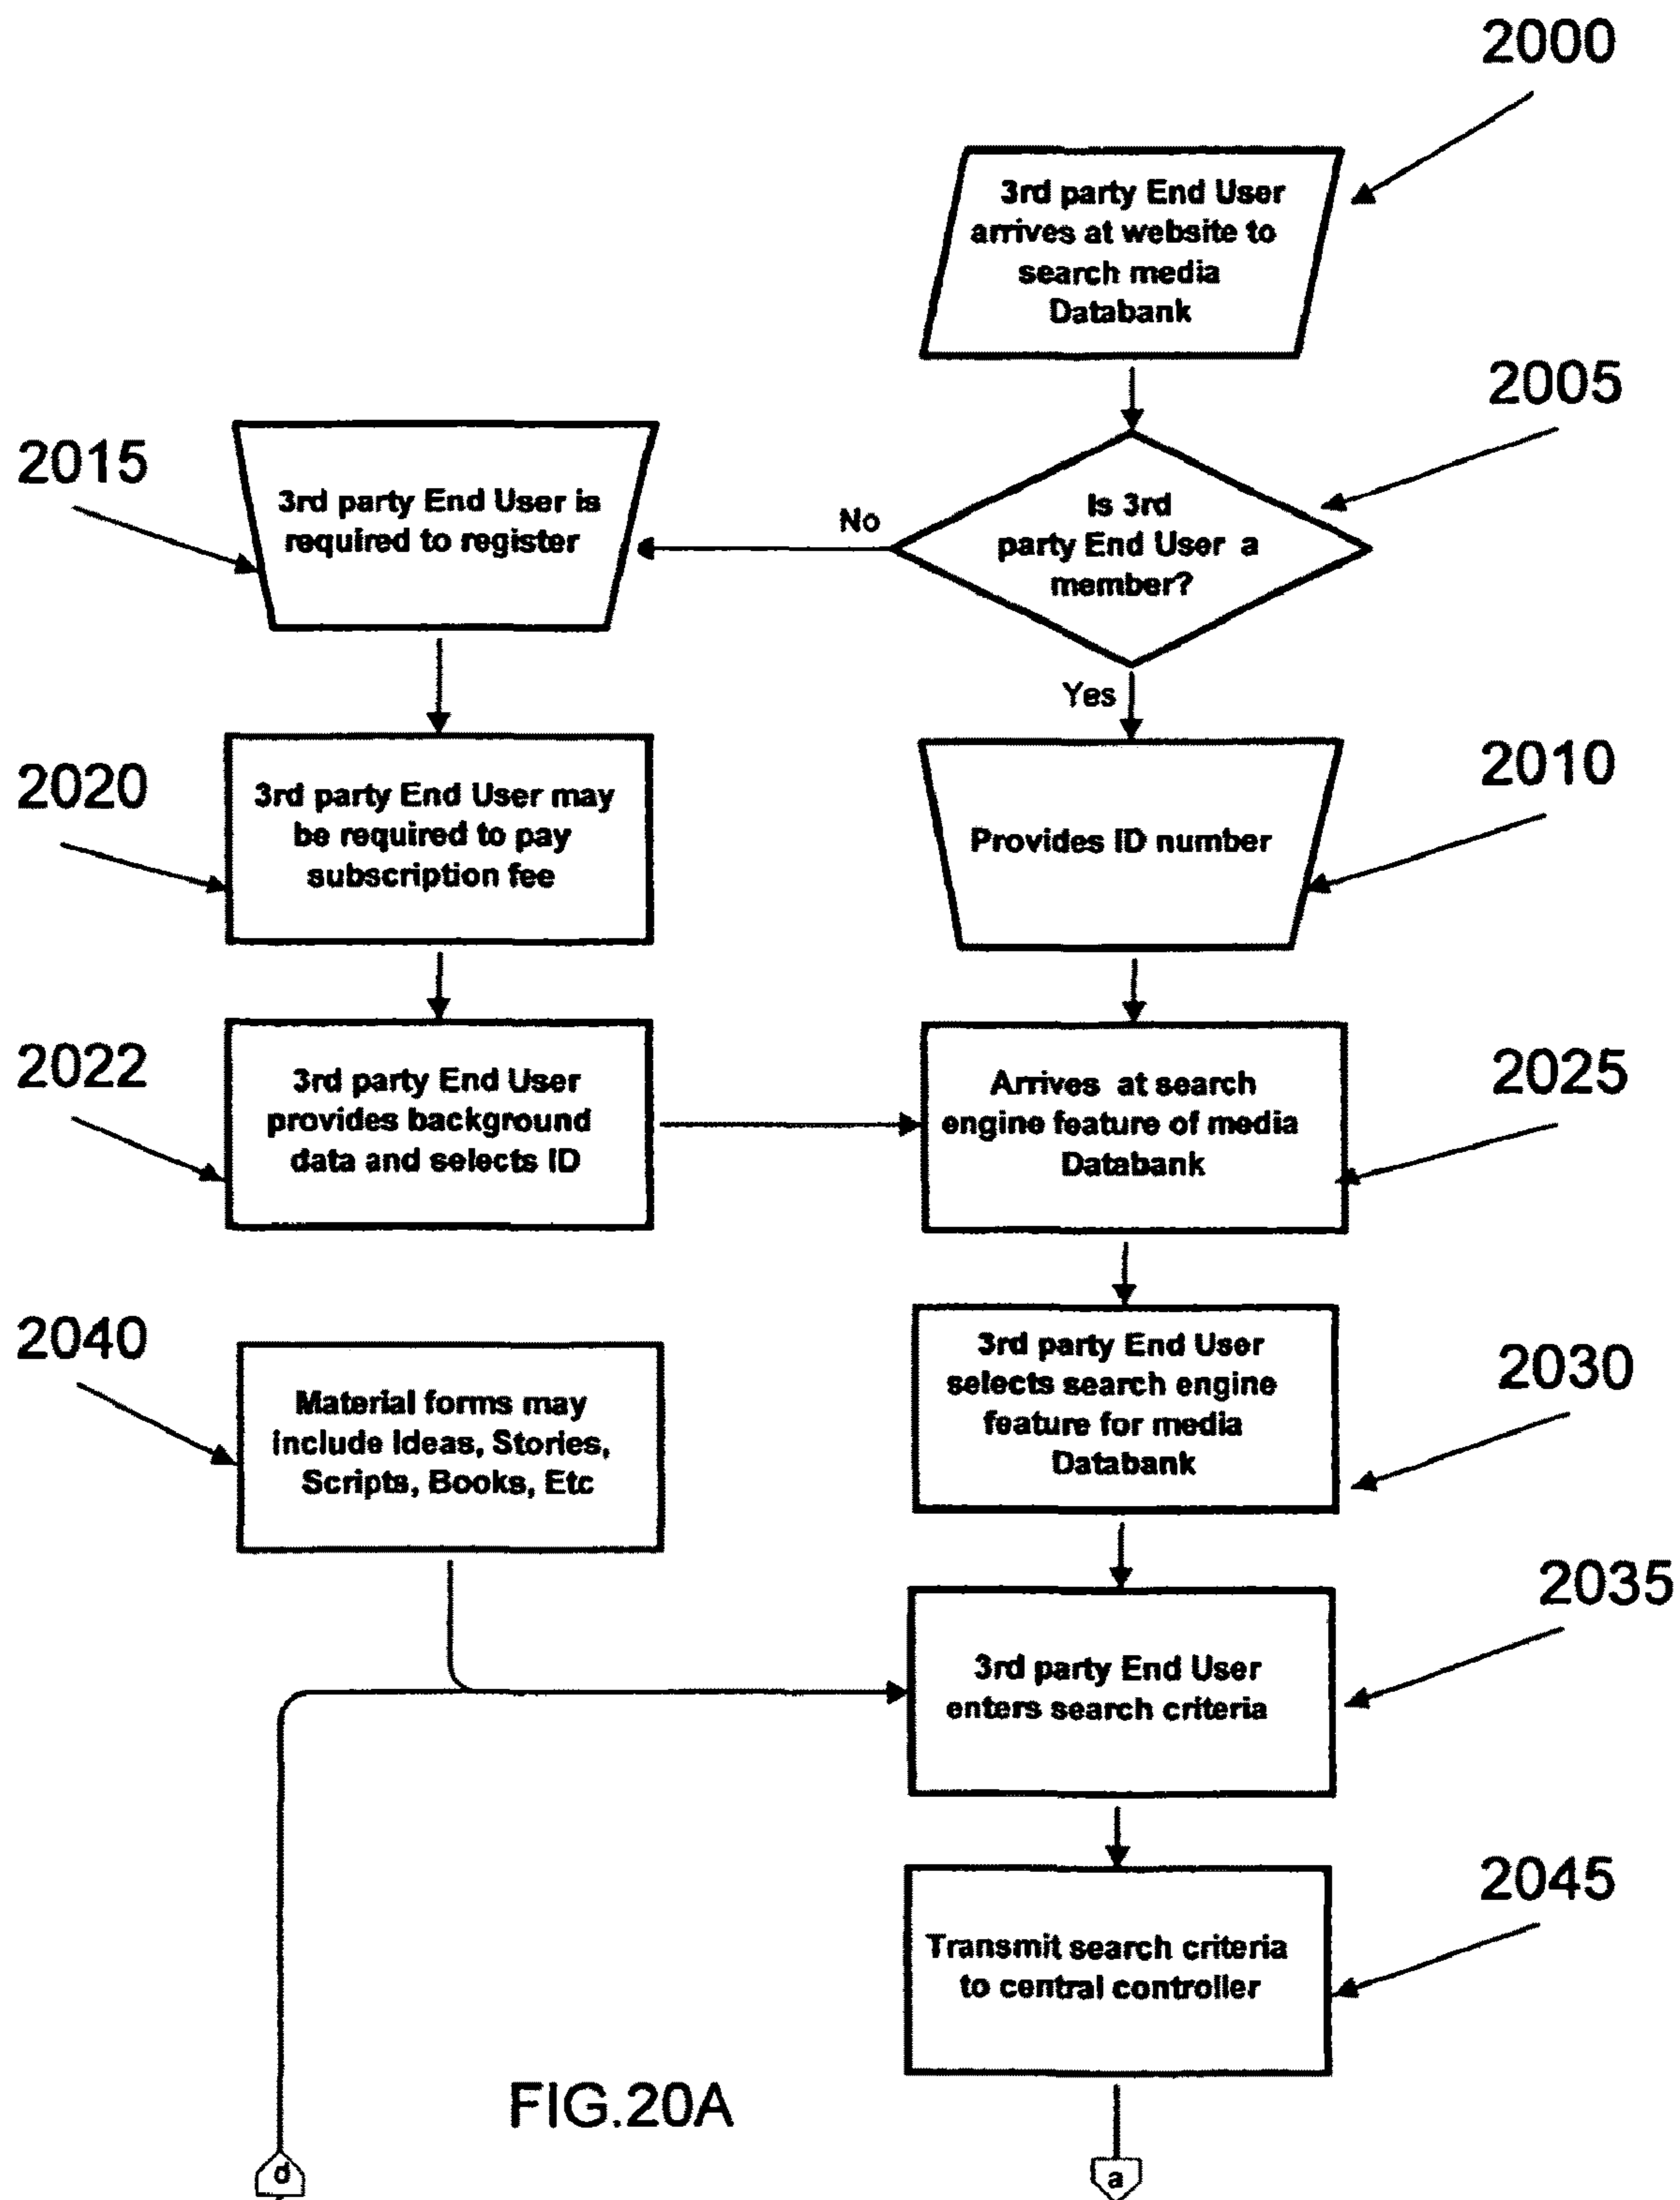 2000
3rd party End User
arrives at website to
search media
Databank
2005
Is 3rd
party End User a
member?
No
Yes
2015
3rd party End User is
required to register
2010
Provides ID number
2020
3rd party End User may
be required to pay
subscription fee
2022
3rd party End User
provides background
data and selects ID
2025
Arrives at search
engine feature of media
Databank
2030
3rd party End User
selects search engine
feature for media
Databank
2040
Material forms may
include Ideas, Stories,
Scripts, Books, Etc
2035
3rd party End User
enters search criteria
2045
Transmit search criteria
to central controller
FIG.20A
d
a